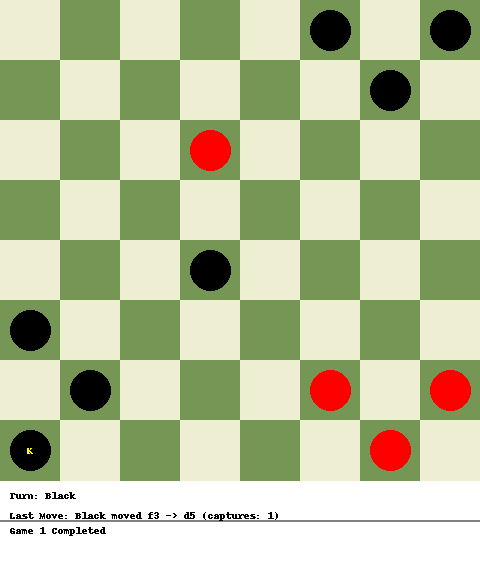 K
Turn: Black
Last Move: Black moved f3 -> d5 (captures: 1)
Game 1 Completed